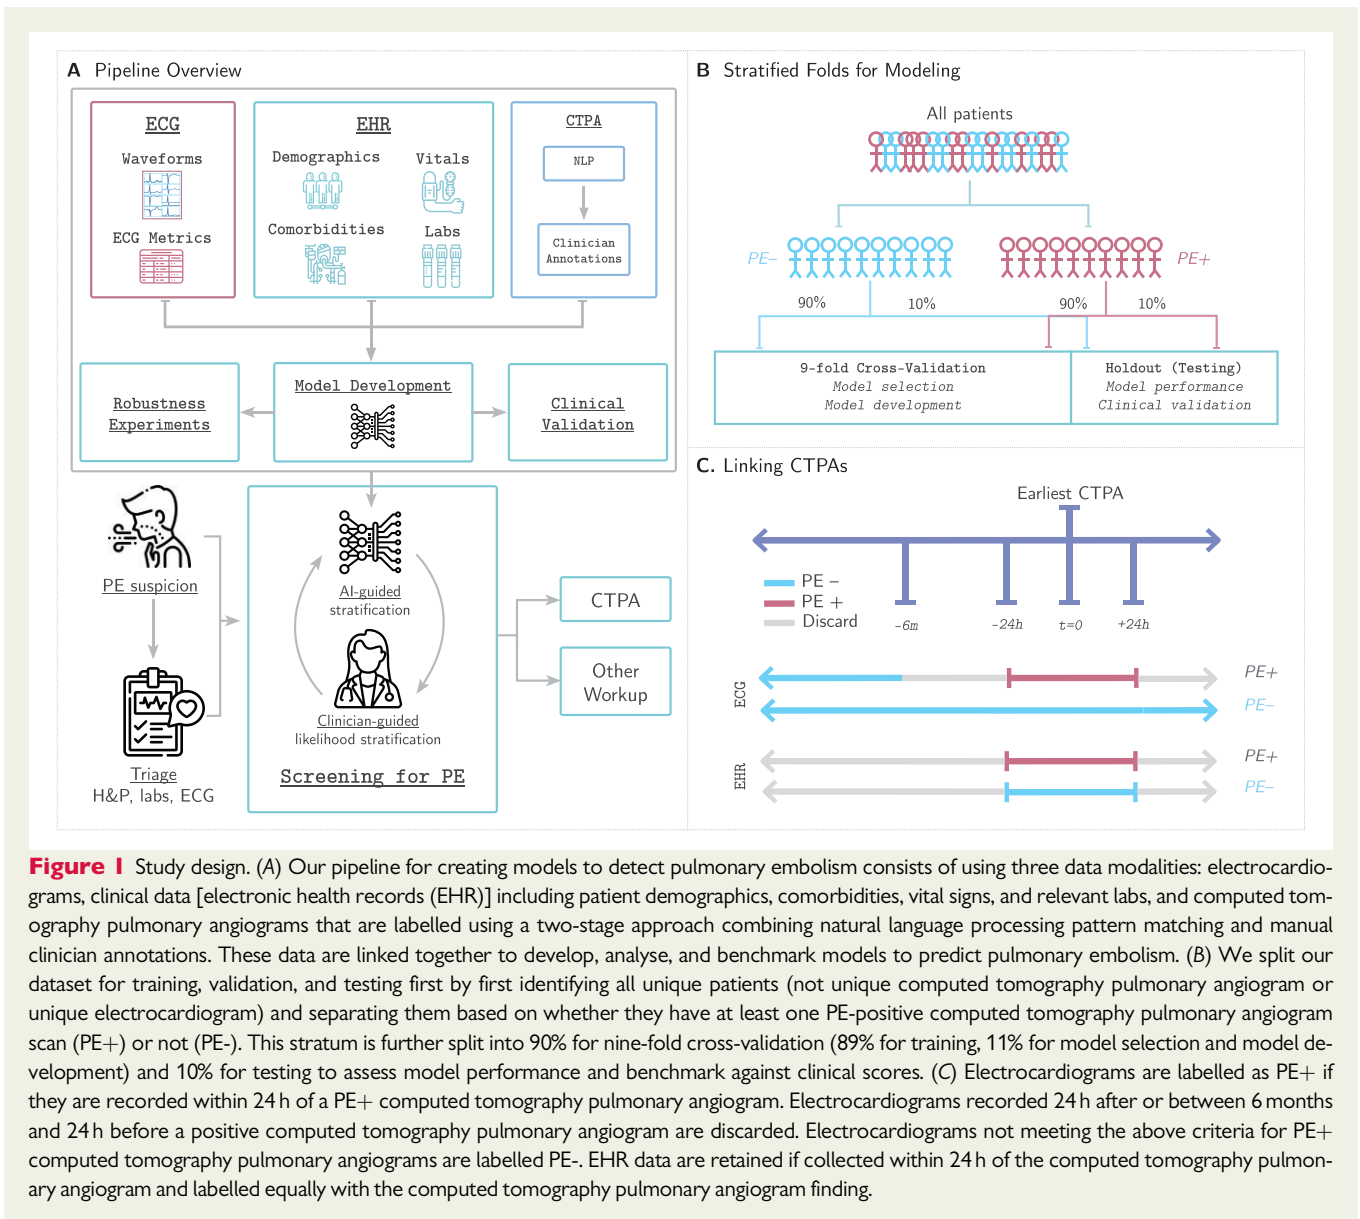 A Pipeline Overview
ECG
Waveforms
ECG Metrics
EHR
Demographics
Vitals
Comorbidities
Labs
CTPA
NLP
Clinician
Annotations
Robustness
Experiments
Model Development
Clinical
Validation
PE suspicion
Triage
H&P, labs, ECG
AI-guided
stratification
Clinician-guided
likelihood stratification
Screening for PE
CTPA
Other
Workup
B Stratified Folds for Modeling
All patients
PE–
PE+
90%
10%
90%
10%
9-fold Cross-Validation
Model selection
Model development
Holdout (Testing)
Model performance
Clinical validation
C. Linking CTPAs
Earliest CTPA
PE –
PE +
Discard
-6m
-24h
t=0
+24h
ECG
PE+
PE–
EHR
PE+
PE–
Figure 1 Study design. (A) Our pipeline for creating models to detect pulmonary embolism consists of using three data modalities: electrocardio-
grams, clinical data [electronic health records (EHR)] including patient demographics, comorbidities, vital signs, and relevant labs, and computed tom-
ography pulmonary angiograms that are labelled using a two-stage approach combining natural language processing pattern matching and manual
clinician annotations. These data are linked together to develop, analyse, and benchmark models to predict pulmonary embolism. (B) We split our
dataset for training, validation, and testing first by first identifying all unique patients (not unique computed tomography pulmonary angiogram or
unique electrocardiogram) and separating them based on whether they have at least one PE-positive computed tomography pulmonary angiogram
scan (PE+) or not (PE-). This stratum is further split into 90% for nine-fold cross-validation (89% for training, 11% for model selection and model de-
velopment) and 10% for testing to assess model performance and benchmark against clinical scores. (C) Electrocardiograms are labelled as PE+ if
they are recorded within 24 h of a PE+ computed tomography pulmonary angiogram. Electrocardiograms recorded 24 h after or between 6 months
and 24 h before a positive computed tomography pulmonary angiogram are discarded. Electrocardiograms not meeting the above criteria for PE+
computed tomography pulmonary angiograms are labelled PE-. EHR data are retained if collected within 24 h of the computed tomography pulmon-
ary angiogram and labelled equally with the computed tomography pulmonary angiogram finding.